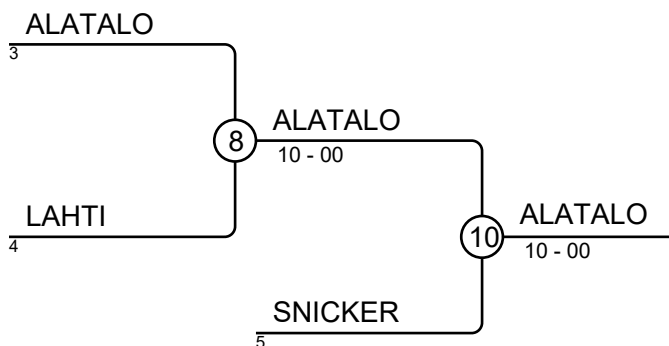 ALATALO
3
8
ALATALO
10 - 00
LAHTI
4
10
ALATALO
10 - 00
SNICKER
5